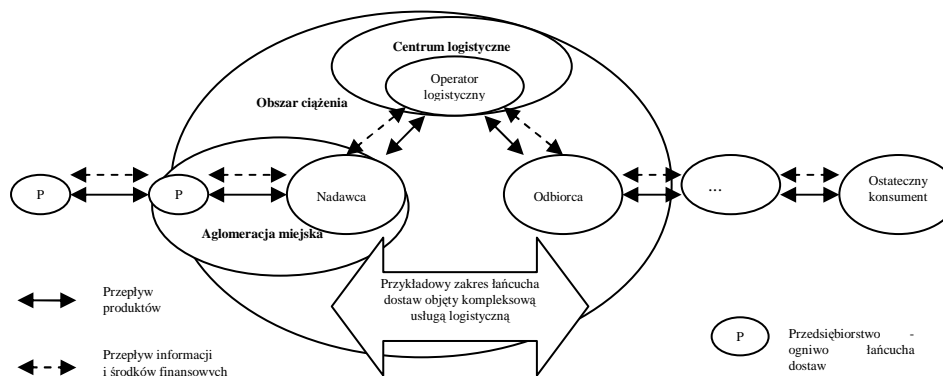 Centrum logistyczne
Operator
logistyczny
Obszar ciążenia
P
P
Nadawca
Odbiorca
...
Ostateczny
konsument
Aglomeracja miejska
Przykładowy zakres łańcucha
dostaw objęty kompleksową
usługą logistyczną
Przepływ
produktów
Przepływ informacji
i środków finansowych
P
Przedsiębiorstwo -
ogniwo łańcucha
dostaw